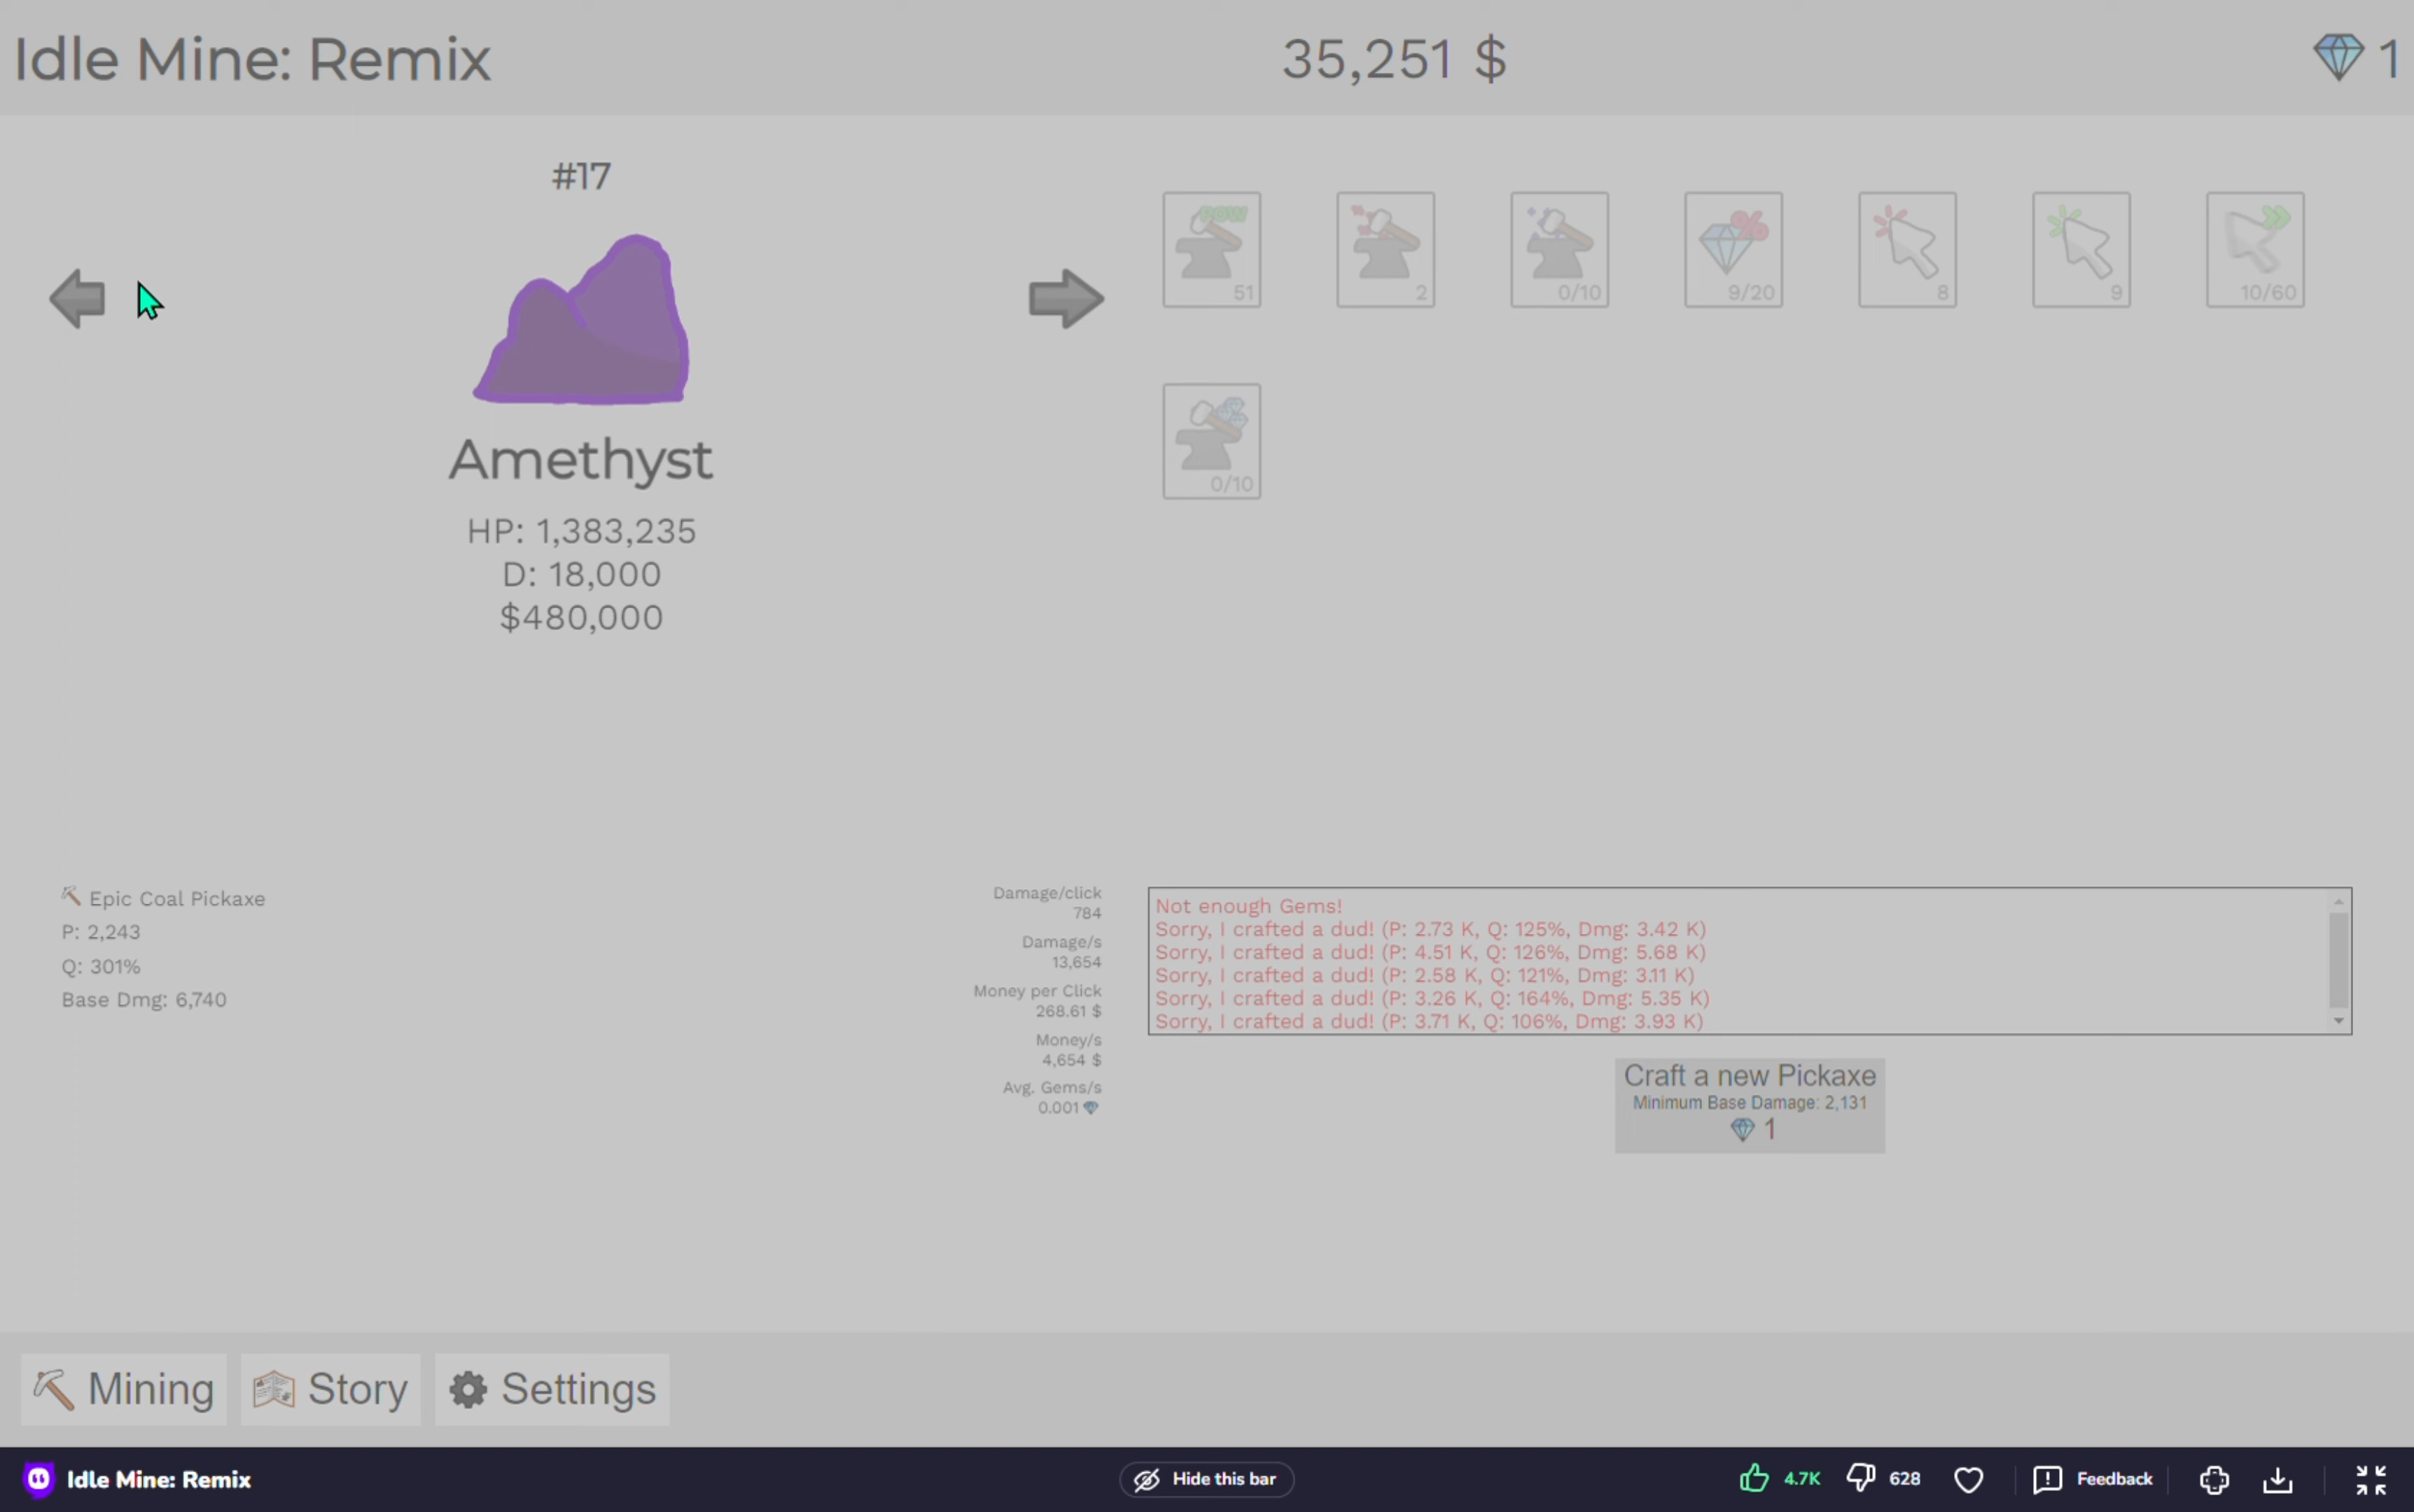 Idle Mine: Remix
35,251 $
1
#17
Amethyst
HP: 1,383,235
D: 18,000
$480,000
POW
51
2
0/10
%
9/20
8
9
10/60
0/10
Epic Coal Pickaxe
P: 2,243
Q: 301%
Base Dmg: 6,740
Damage/click
784
Damage/s
13,654
Money per Click
268.61 $
Money/s
4,654 $
Avg. Gems/s
0.001
Not enough Gems!
Sorry, I crafted a dud! (P: 2.73 K, Q: 125%, Dmg: 3.42 K)
Sorry, I crafted a dud! (P: 4.51 K, Q: 126%, Dmg: 5.68 K)
Sorry, I crafted a dud! (P: 2.58 K, Q: 121%, Dmg: 3.11 K)
Sorry, I crafted a dud! (P: 3.26 K, Q: 164%, Dmg: 5.35 K)
Sorry, I crafted a dud! (P: 3.71 K, Q: 106%, Dmg: 3.93 K)
Craft a new Pickaxe
Minimum Base Damage: 2,131
1
Mining
Story
Settings
Idle Mine: Remix
Hide this bar
4.7K
628
Feedback